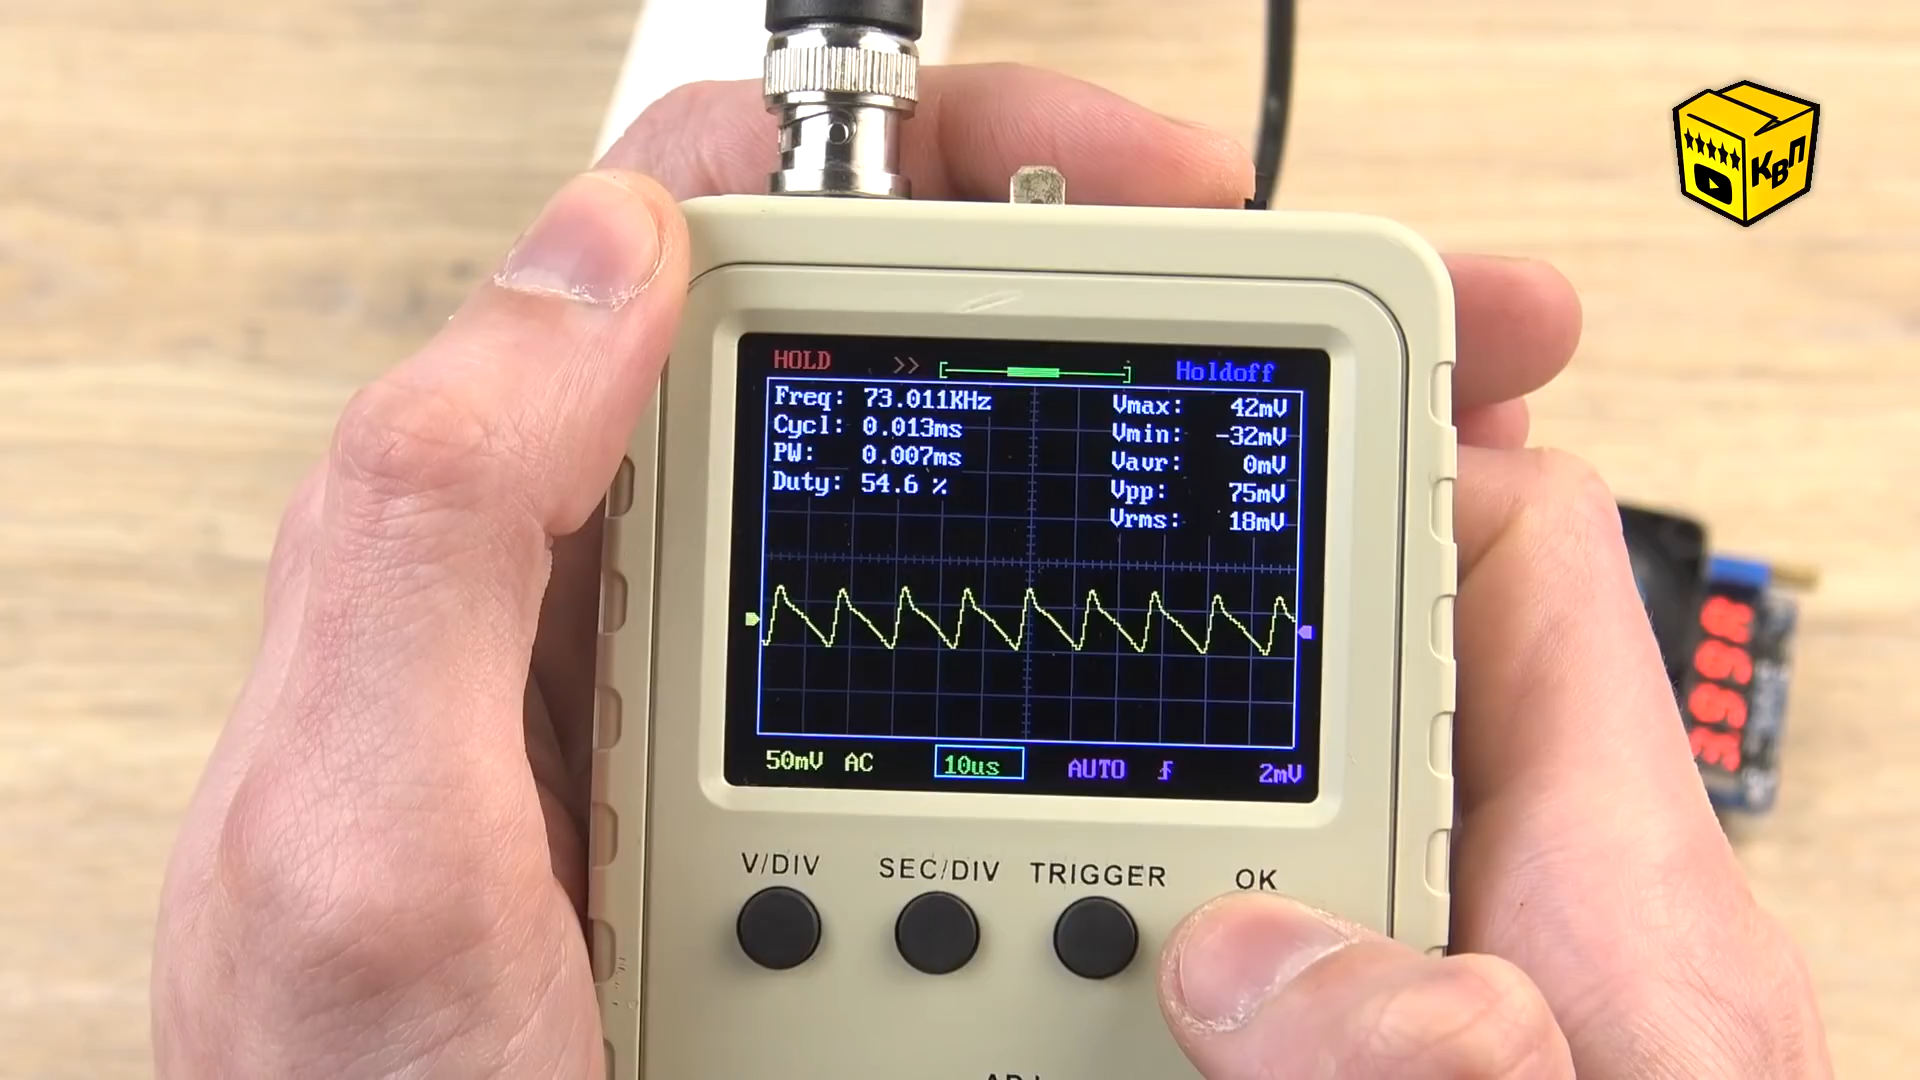 КВП
HOLD >> Holdoff
Freq: 73.011KHz
Cycl: 0.013ms
PW: 0.007ms
Duty: 54.6 %
Vmax: 42mV
Vmin: -32mV
Vavr: 0mV
Vpp: 75mV
Vrms: 18mV
50mV AC 10us AUTO 2mV
V/DIV SEC/DIV TRIGGER OK